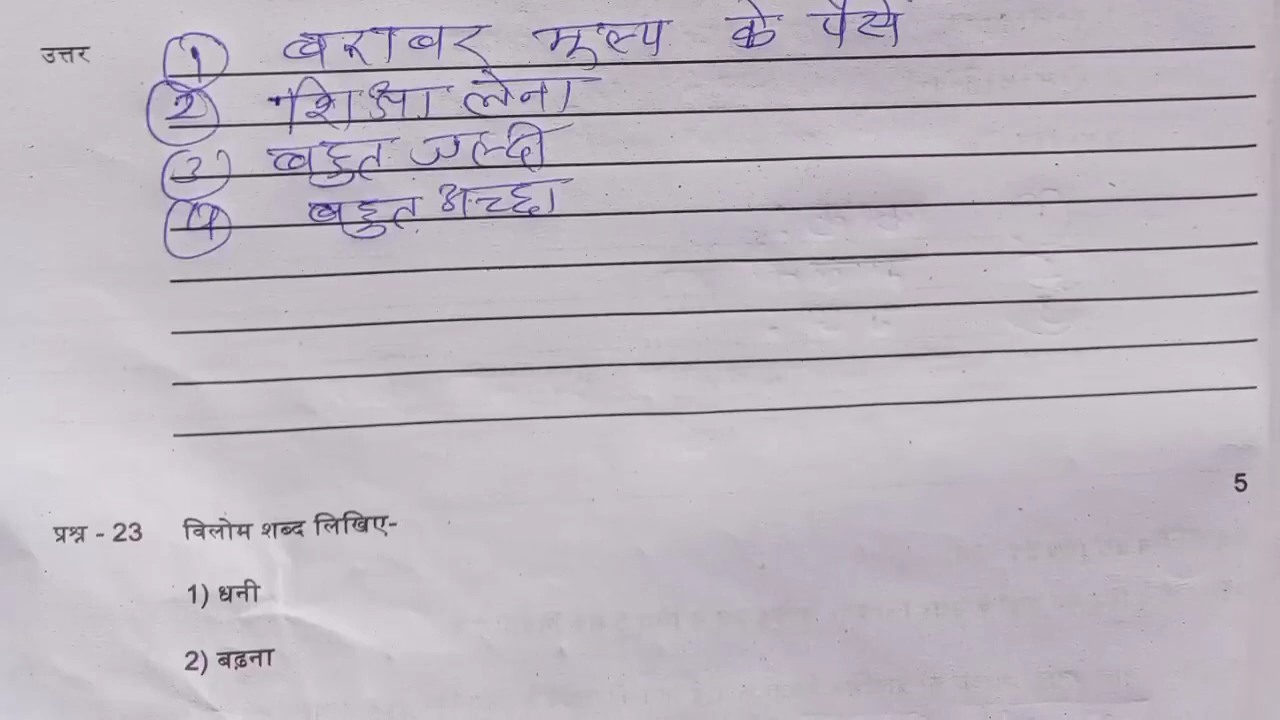 उत्तर (1) बराबर मूल्य के पैसे
(2) शिक्षा लेना
(3) बहुत जल्दी
(4) बहुत अच्छा
5
प्रश्न - 23 विलोम शब्द लिखिए-
1) धनी
2) बढ़ना